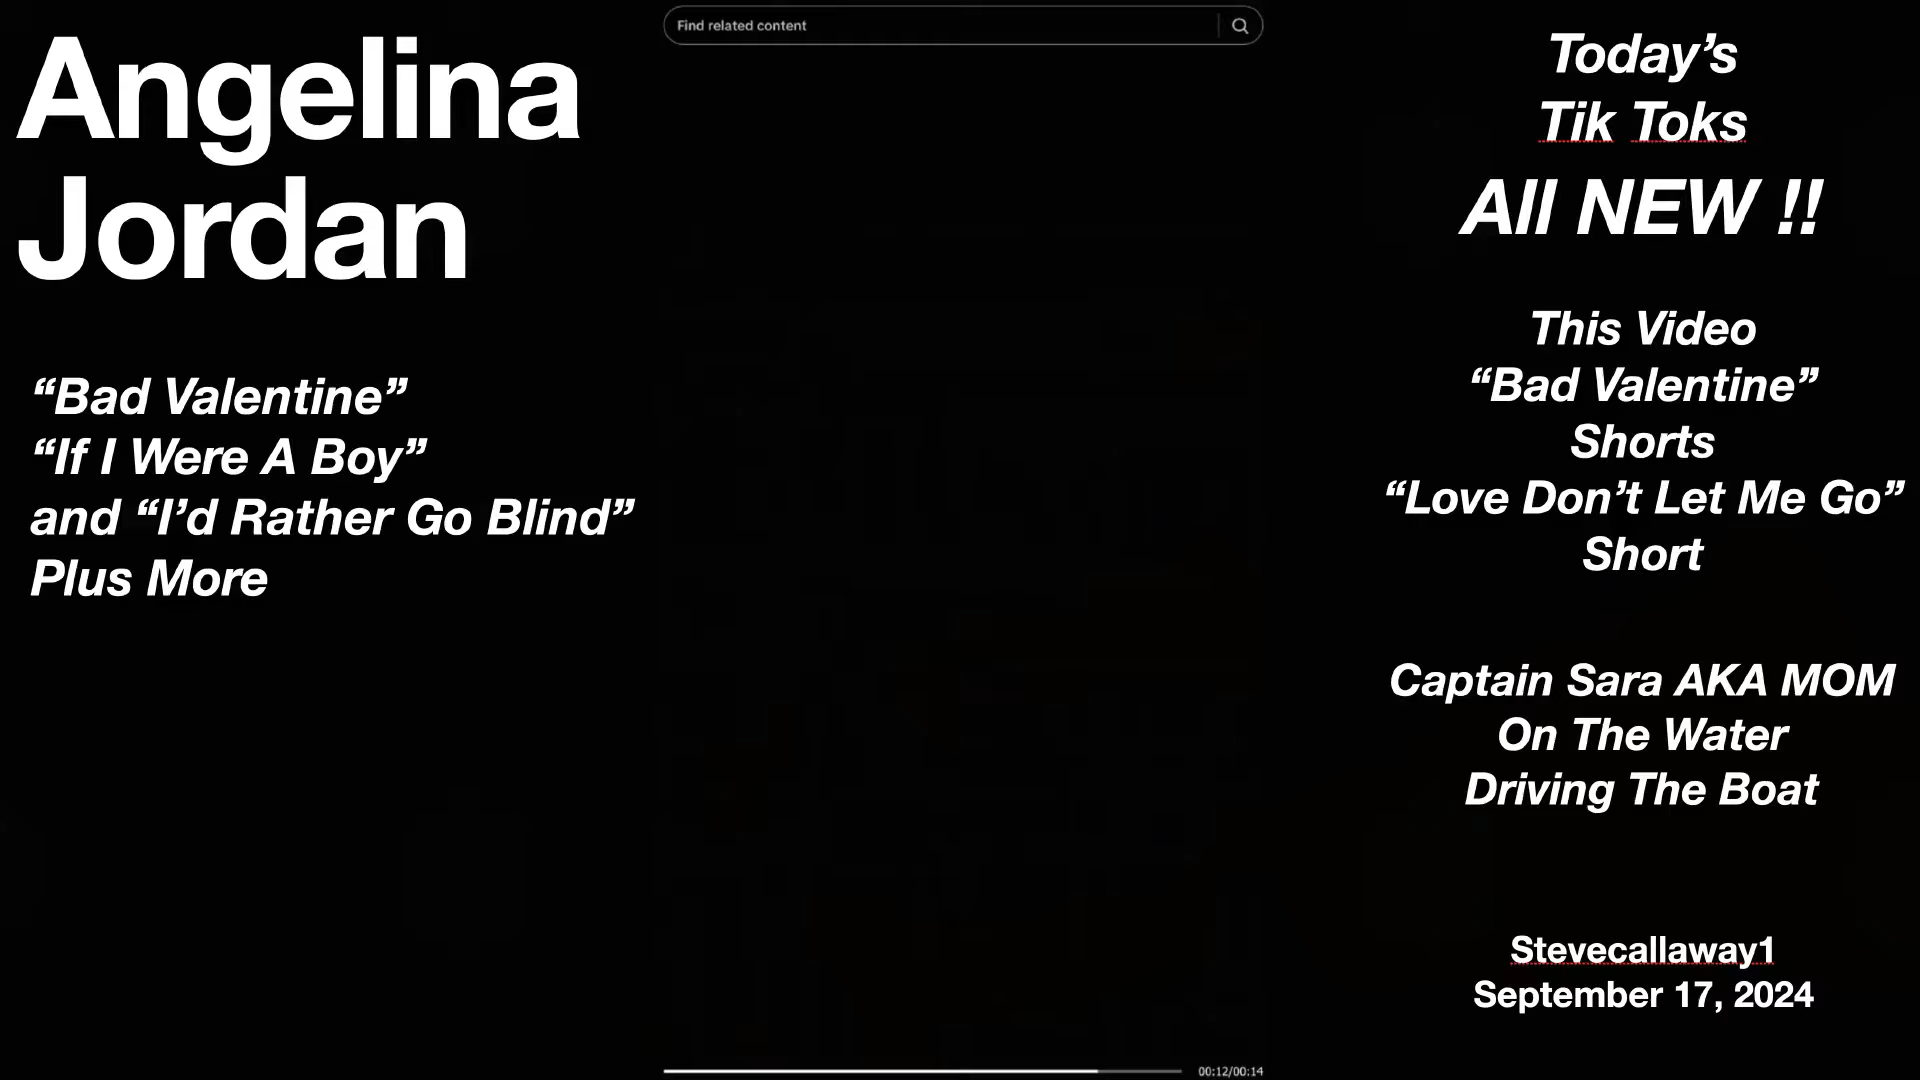 Angelina
Jordan
“Bad Valentine”
“If I Were A Boy”
and “I’d Rather Go Blind”
Plus More
Find related content
00:12/00:14
Today’s
Tik Toks
All NEW !!
This Video
“Bad Valentine”
Shorts
“Love Don’t Let Me Go”
Short
Captain Sara AKA MOM
On The Water
Driving The Boat
Stevecallaway1
September 17, 2024